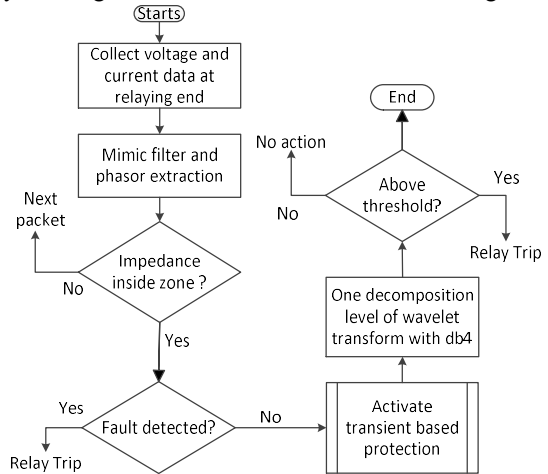 Starts
Collect voltage and
current data at
relaying end
Mimic filter and
phasor extraction
Next
packet
No
Impedance
inside zone ?
Yes
Yes
Fault detected?
No
Relay Trip
Activate
transient based
protection
One decomposition
level of wavelet
transform with db4
Above
threshold?
No action
No
Yes
Relay Trip
End